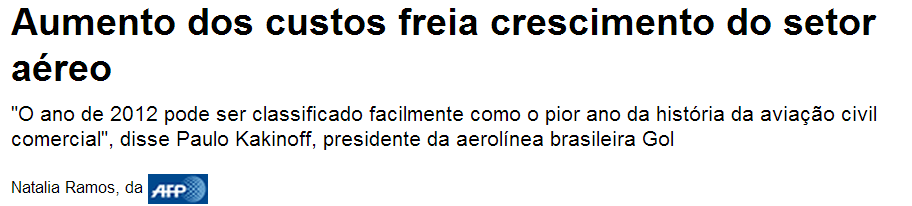 Aumento dos custos freia crescimento do setor
aéreo
"O ano de 2012 pode ser classificado facilmente como o pior ano da história da aviação civil
comercial", disse Paulo Kakinoff, presidente da aerolínea brasileira Gol
Natalia Ramos, da AFP